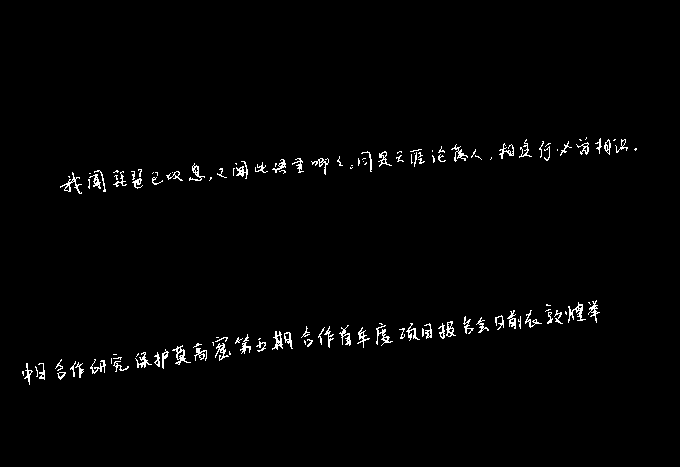 我闻琵琶已叹息，又闻此语重唧々。同是天涯论落人，相逢何必曾相识。
中日合作研究保护莫高窟第五期合作首年度项目报告会日前在敦煌举